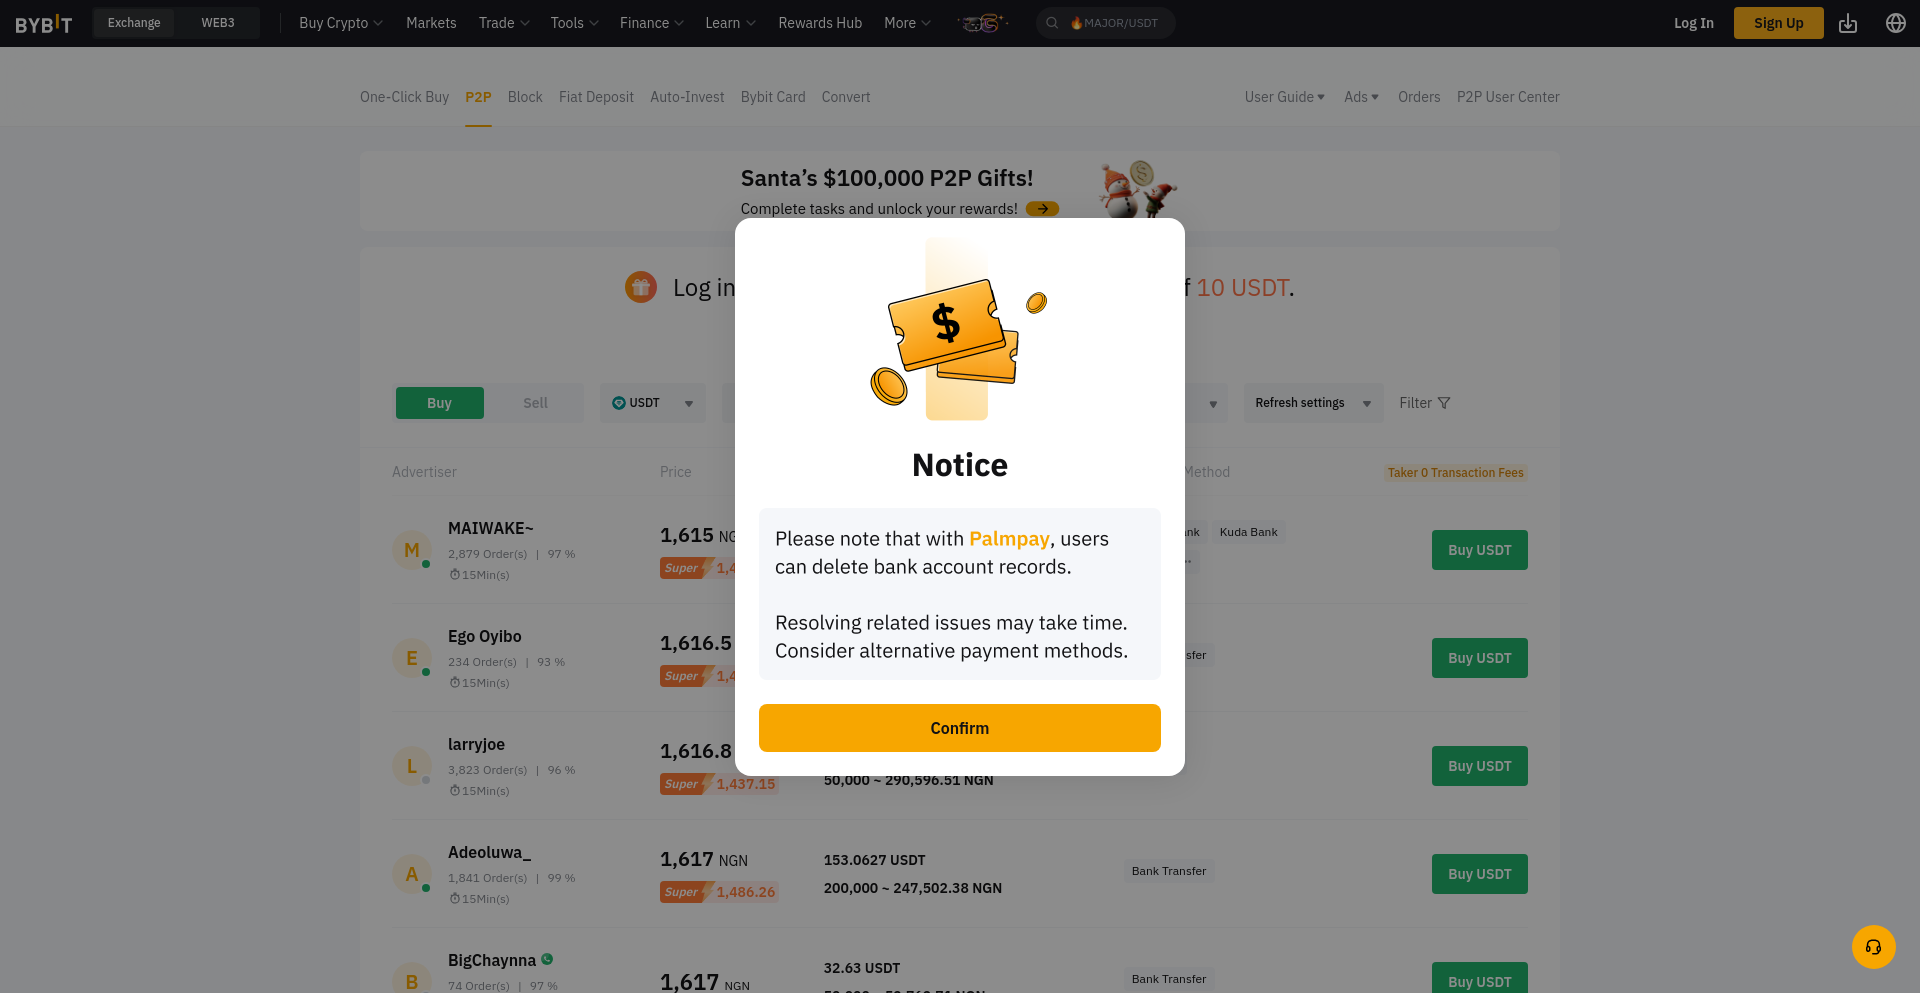 BYBIT Exchange WEB3 Buy Crypto Markets Trade Tools Finance Learn Rewards Hub More MAJOR/USDT Log In Sign Up
One-Click Buy P2P Block Fiat Deposit Auto-Invest Bybit Card Convert User Guide Ads Orders P2P User Center
Santa's $100,000 P2P Gifts!
Complete tasks and unlock your rewards!
Log in
10 USDT.
Buy Sell USDT Refresh settings Filter
Advertiser Price Method Taker 0 Transaction Fees
Notice
Please note that with Palmpay, users
can delete bank account records.
Resolving related issues may take time.
Consider alternative payment methods.
Confirm
M MAIWAKE~
2,879 Order(s) | 97 %
15Min(s)
1,615
Super
Kuda Bank
Buy USDT
E Ego Oyibo
234 Order(s) | 93 %
15Min(s)
1,616.5
Super
Buy USDT
L larryjoe
3,823 Order(s) | 96 %
15Min(s)
1,616.8
Super 1,437.15
50,000 ~ 290,596.51 NGN
Buy USDT
A Adeoluwa_
1,841 Order(s) | 99 %
15Min(s)
1,617 NGN
Super 1,486.26
153.0627 USDT
200,000 ~ 247,502.38 NGN
Bank Transfer
Buy USDT
B BigChaynna
74 Order(s) | 97 %
1,617 NGN
32.63 USDT
Bank Transfer
Buy USDT